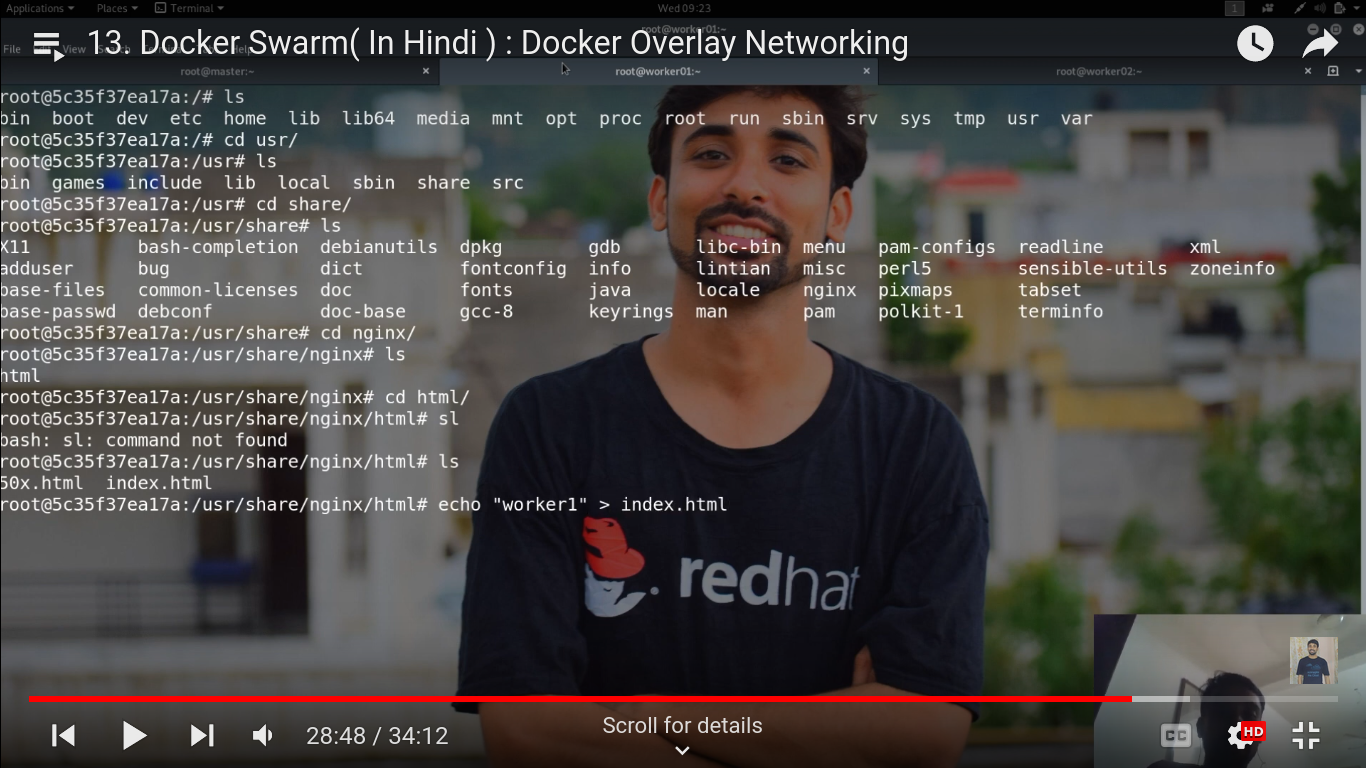 Applications Places Terminal Wed 09:23 1
root@worker01:~
File View Help
13. Docker Swarm( In Hindi ) : Docker Overlay Networking
root@master:~ × root@worker01:~ × root@worker02:~ ×
root@5c35f37ea17a:/# ls
bin boot dev etc home lib lib64 media mnt opt proc root run sbin srv sys tmp usr var
root@5c35f37ea17a:/# cd usr/
root@5c35f37ea17a:/usr# ls
bin games include lib local sbin share src
root@5c35f37ea17a:/usr# cd share/
root@5c35f37ea17a:/usr/share# ls
X11 bash-completion debianutils dpkg gdb libc-bin menu pam-configs readline xml
adduser bug dict fontconfig info lintian misc perl5 sensible-utils zoneinfo
base-files common-licenses doc fonts java locale nginx pixmaps tabset
base-passwd debconf doc-base gcc-8 keyrings man pam polkit-1 terminfo
root@5c35f37ea17a:/usr/share# cd nginx/
root@5c35f37ea17a:/usr/share/nginx# ls
html
root@5c35f37ea17a:/usr/share/nginx# cd html/
root@5c35f37ea17a:/usr/share/nginx/html# sl
bash: sl: command not found
root@5c35f37ea17a:/usr/share/nginx/html# ls
50x.html index.html
root@5c35f37ea17a:/usr/share/nginx/html# echo "worker1" > index.html
redhat
28:48 / 34:12
Scroll for details
CC HD